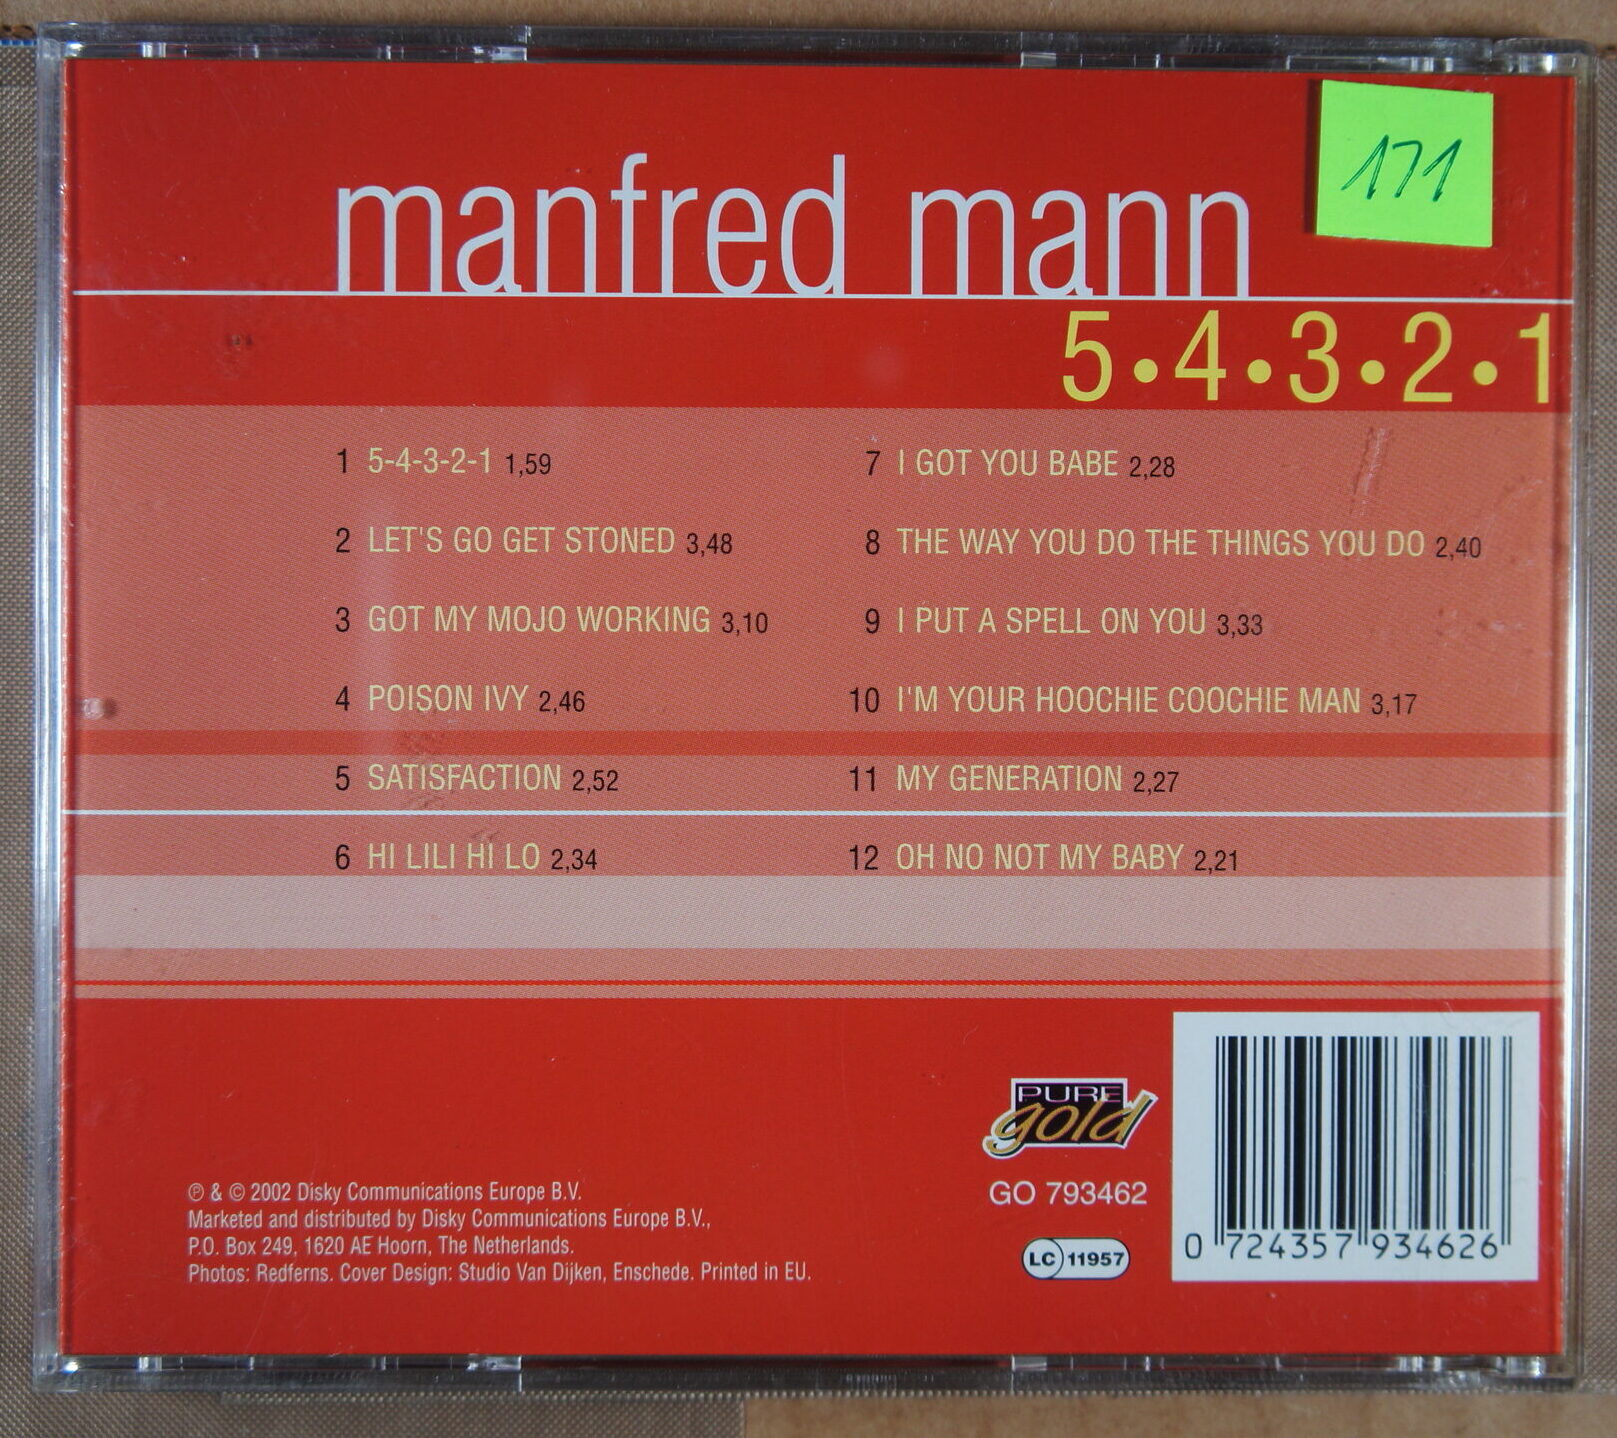 171
manfred mann
5•4•3•2•1
1 5-4-3-2-1 1,59
2 LET'S GO GET STONED 3,48
3 GOT MY MOJO WORKING 3,10
4 POISON IVY 2,46
5 SATISFACTION 2,52
6 HI LILI HI LO 2,34
7 I GOT YOU BABE 2,28
8 THE WAY YOU DO THE THINGS YOU DO 2,40
9 I PUT A SPELL ON YOU 3,33
10 I'M YOUR HOOCHIE COOCHIE MAN 3,17
11 MY GENERATION 2,27
12 OH NO NOT MY BABY 2,21
℗ & © 2002 Disky Communications Europe B.V.
Marketed and distributed by Disky Communications Europe B.V.,
P.O. Box 249, 1620 AE Hoorn, The Netherlands.
Photos: Redferns. Cover Design: Studio Van Dijken, Enschede. Printed in EU.
PURE
gold
GO 793462
LC 11957
0 724357 934626